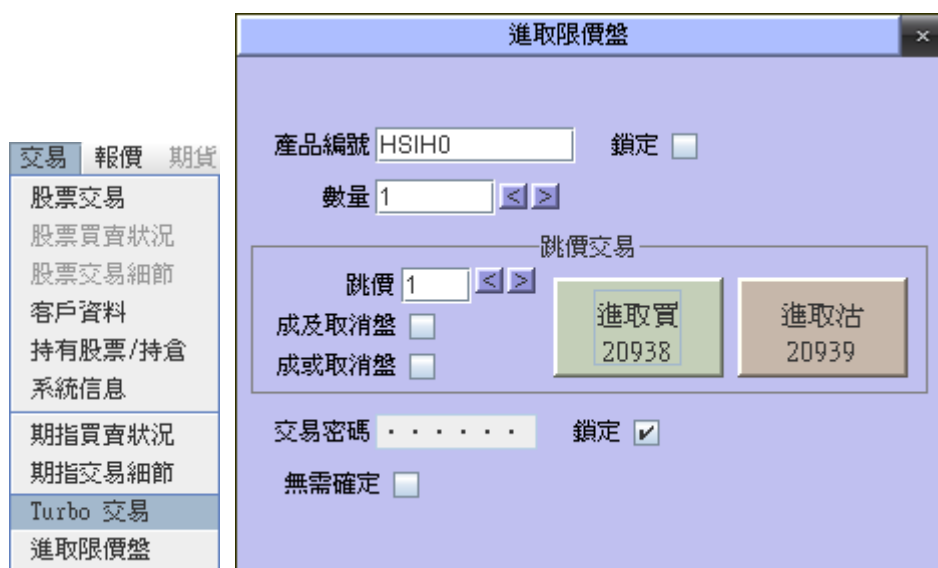 交易 報價 期貨
股票交易
股票買賣狀況
股票交易細節
客戶資料
持有股票/持倉
系統信息
期指買賣狀況
期指交易細節
Turbo 交易
進取限價盤
進取限價盤
產品編號 HSIH0 鎖定
數量 1 < >
跳價交易
跳價 1 < >
成及取消盤
成或取消盤
進取買
20938
進取沽
20939
交易密碼 ...... 鎖定
無需確定